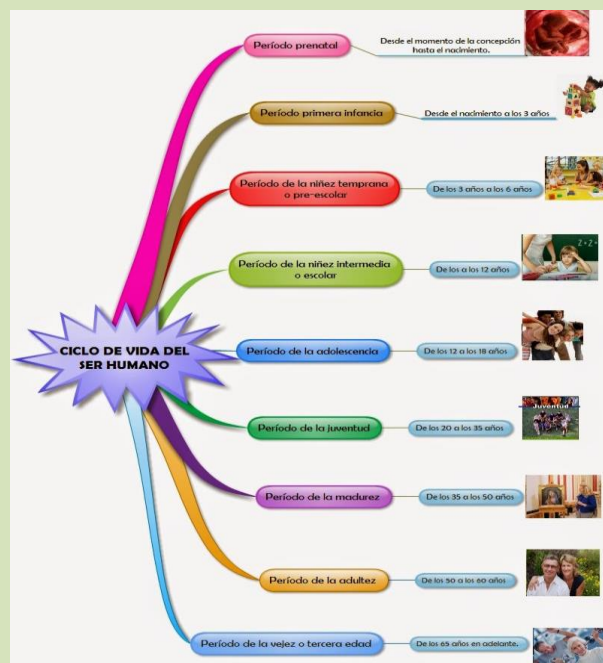 Período prenatal
Desde el momento de la concepción
hasta el nacimiento.
Período primera infancia
Desde el nacimiento a los 3 años
Período de la niñez temprana
o pre-escolar
De los 3 años a los 6 años
Período de la niñez intermedia
o escolar
De los a los 12 años
2×2=
CICLO DE VIDA DEL
SER HUMANO
Período de la adolescencia
De los 12 a los 18 años
Período de la juventud
De los 20 a los 35 años
Juventud
Período de la madurez
De los 35 a los 50 años
Período de la adultez
De los 50 a los 60 años
Período de la vejez o tercera edad
De los 65 años en adelante.